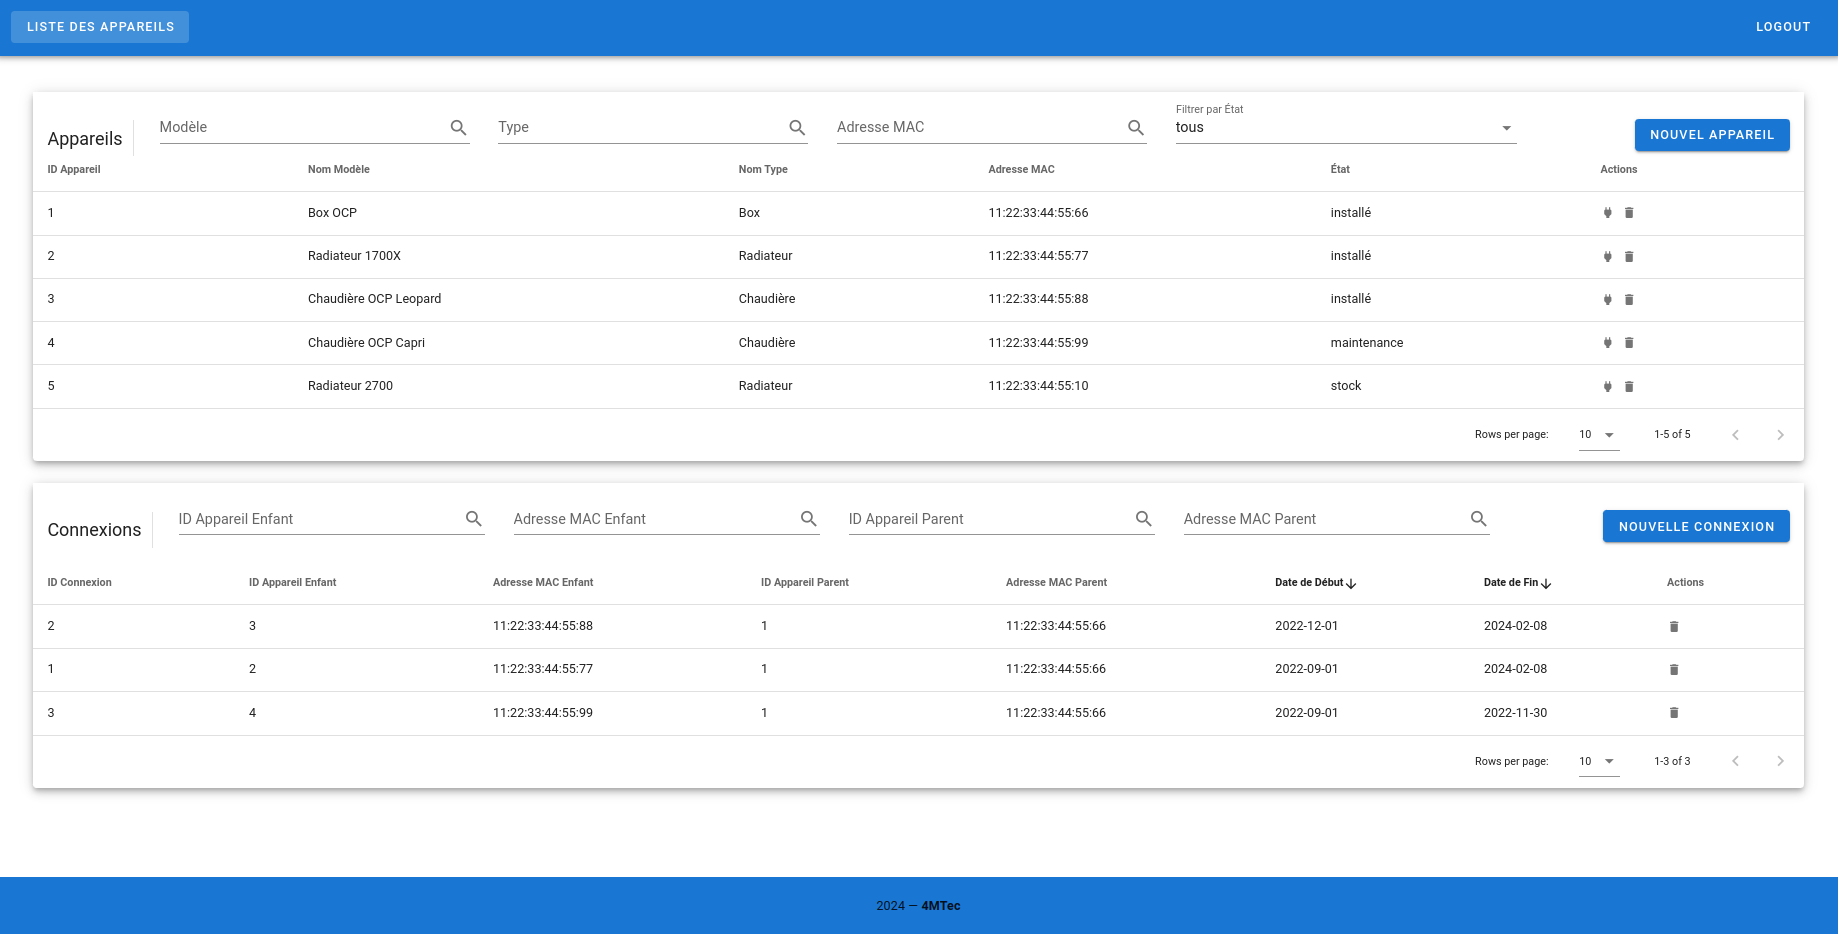 LISTE DES APPAREILS LOGOUT
Appareils Modèle Type Adresse MAC Filtrer par État tous NOUVEL APPAREIL
ID Appareil Nom Modèle Nom Type Adresse MAC État Actions
1 Box OCP Box 11:22:33:44:55:66 installé
2 Radiateur 1700X Radiateur 11:22:33:44:55:77 installé
3 Chaudière OCP Leopard Chaudière 11:22:33:44:55:88 installé
4 Chaudière OCP Capri Chaudière 11:22:33:44:55:99 maintenance
5 Radiateur 2700 Radiateur 11:22:33:44:55:10 stock
Rows per page: 10 1-5 of 5
Connexions ID Appareil Enfant Adresse MAC Enfant ID Appareil Parent Adresse MAC Parent NOUVELLE CONNEXION
ID Connexion ID Appareil Enfant Adresse MAC Enfant ID Appareil Parent Adresse MAC Parent Date de Début Date de Fin Actions
2 3 11:22:33:44:55:88 1 11:22:33:44:55:66 2022-12-01 2024-02-08
1 2 11:22:33:44:55:77 1 11:22:33:44:55:66 2022-09-01 2024-02-08
3 4 11:22:33:44:55:99 1 11:22:33:44:55:66 2022-09-01 2022-11-30
Rows per page: 10 1-3 of 3
2024 — 4MTec